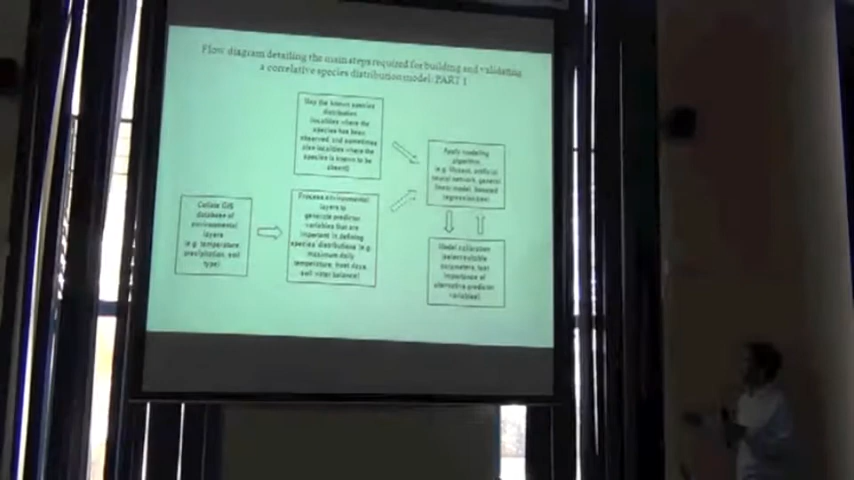 Flow diagram detailing the main steps required for building and validating
a correlative species distribution model: PART 1
Map the known species
distribution
localities where the
species has been
observed and sometimes
also localities where the
species is known to be
absent)
Collate GIS
database of
environmental
layers
(e.g. temperature
precipitation, soil
type)
Process environmental
layers to
generate predictor
variables that are
important in defining
species distributions (e.g.
maximum daily
temperature, frost days,
soil water balance)
Apply modeling
algorithm
(e.g. Maxent, artificial
neural network, general
linear model, boosted
regression tree)
Model calibration
(select suitable
parameters, test
importance of
alternative predictor
variables)